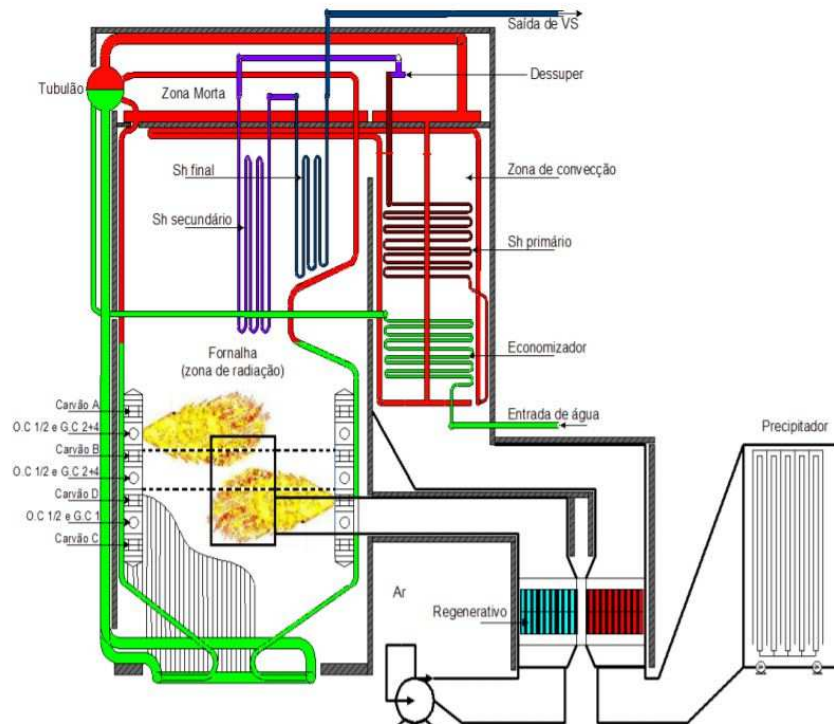 Saída de VS
Tubulão
Zona Morta
Dessuper
Sh final
Zona de convecção
Sh secundário
Sh primário
Fornalha
(zona de radiação)
Economizador
Carvão A
Entrada de água
Precipitador
O.C 1/2 e G.C 2+4
Carvão B
O.C 1/2 e G.C 2+4
Carvão D
O.C 1/2 e G.C 1
Carvão C
Ar
Regenerativo